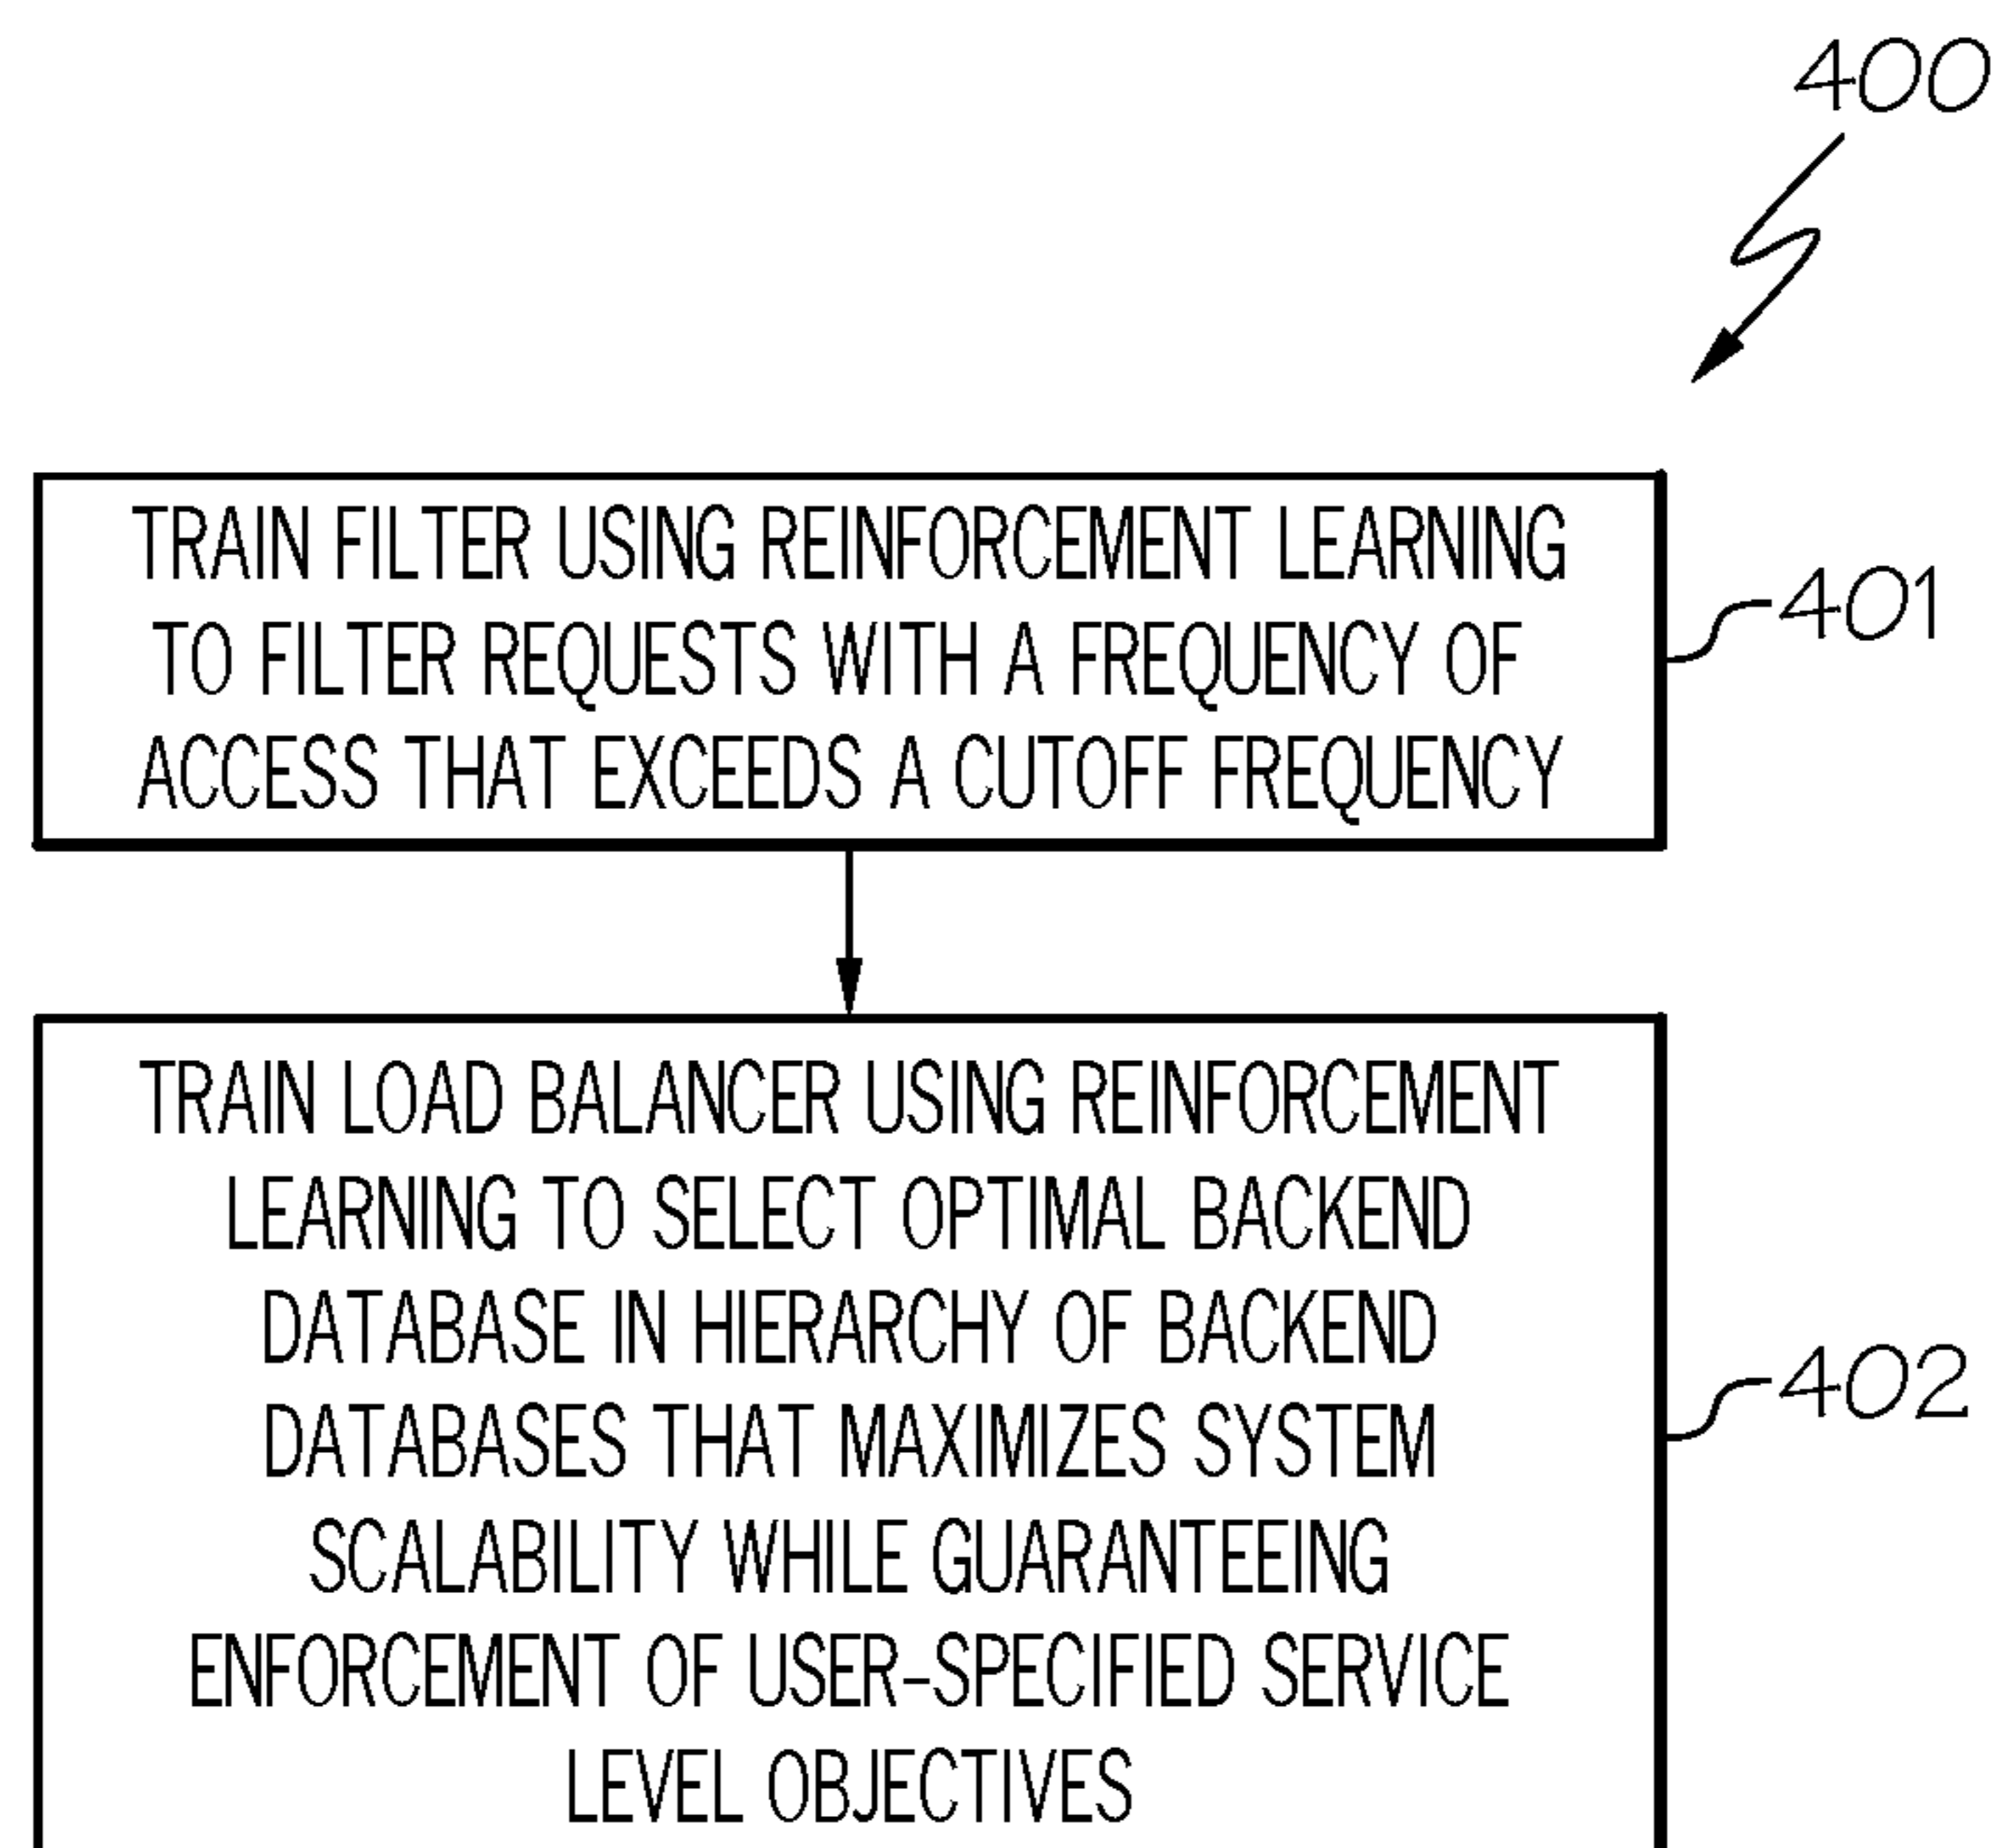 400
TRAIN FILTER USING REINFORCEMENT LEARNING
TO FILTER REQUESTS WITH A FREQUENCY OF
ACCESS THAT EXCEEDS A CUTOFF FREQUENCY
401
TRAIN LOAD BALANCER USING REINFORCEMENT
LEARNING TO SELECT OPTIMAL BACKEND
DATABASE IN HIERARCHY OF BACKEND
DATABASES THAT MAXIMIZES SYSTEM
SCALABILITY WHILE GUARANTEEING
ENFORCEMENT OF USER-SPECIFIED SERVICE
LEVEL OBJECTIVES
402